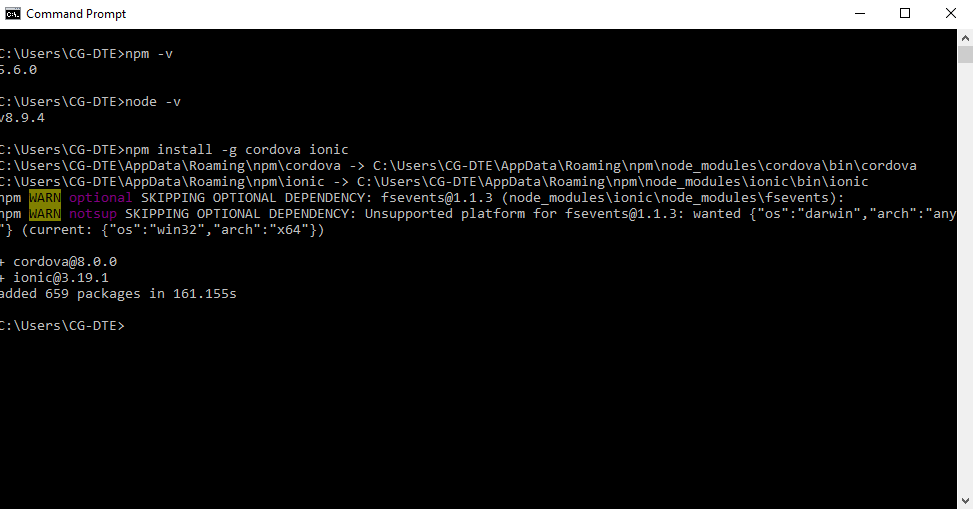 Command Prompt
C:\Users\CG-DTE>npm -v
5.6.0
C:\Users\CG-DTE>node -v
v8.9.4
C:\Users\CG-DTE>npm install -g cordova ionic
C:\Users\CG-DTE\AppData\Roaming\npm\cordova -> C:\Users\CG-DTE\AppData\Roaming\npm\node_modules\cordova\bin\cordova
C:\Users\CG-DTE\AppData\Roaming\npm\ionic -> C:\Users\CG-DTE\AppData\Roaming\npm\node_modules\ionic\bin\ionic
npm WARN optional SKIPPING OPTIONAL DEPENDENCY: fsevents@1.1.3 (node_modules\ionic\node_modules\fsevents):
npm WARN notsup SKIPPING OPTIONAL DEPENDENCY: Unsupported platform for fsevents@1.1.3: wanted {"os":"darwin","arch":"any
"} (current: {"os":"win32","arch":"x64"})
+ cordova@8.0.0
+ ionic@3.19.1
added 659 packages in 161.155s
C:\Users\CG-DTE>